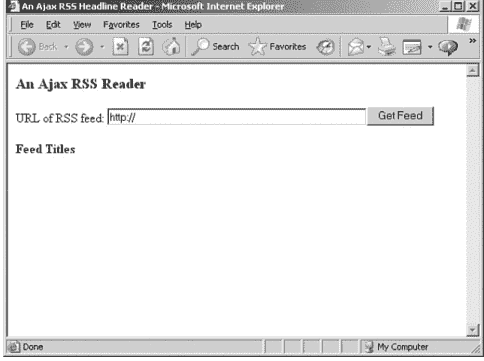 An Ajax RSS Headline Reader - Microsoft Internet Explorer
File Edit View Favorites Tools Help
Back Search Favorites »
An Ajax RSS Reader
URL of RSS feed: http:// Get Feed
Feed Titles
Done My Computer